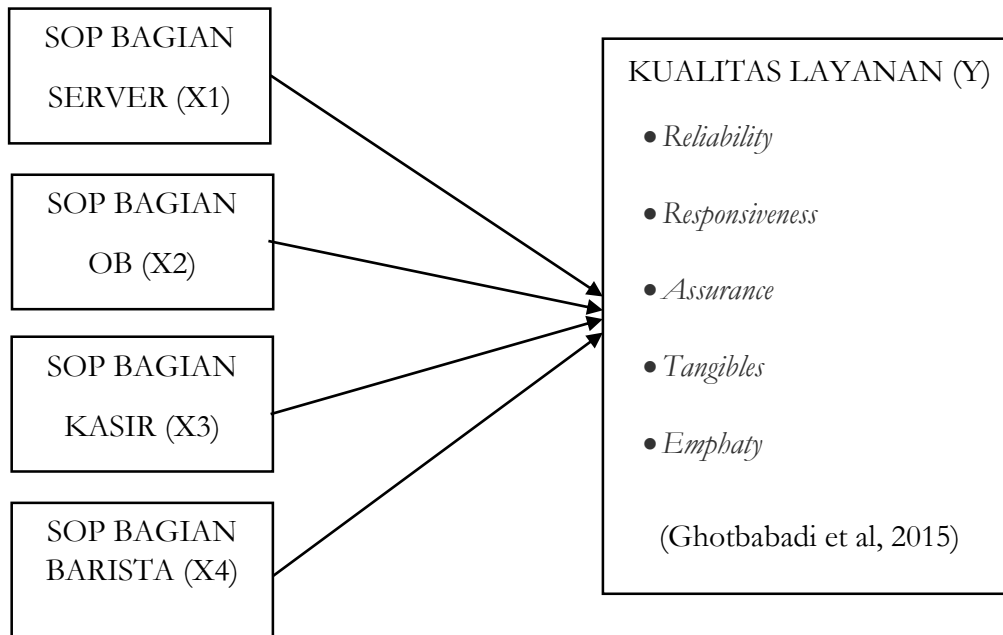 SOP BAGIAN
SERVER (X1)
SOP BAGIAN
OB (X2)
SOP BAGIAN
KASIR (X3)
SOP BAGIAN
BARISTA (X4)
KUALITAS LAYANAN (Y)
• Reliability
• Responsiveness
• Assurance
• Tangibles
• Emphaty
(Ghotbabadi et al, 2015)